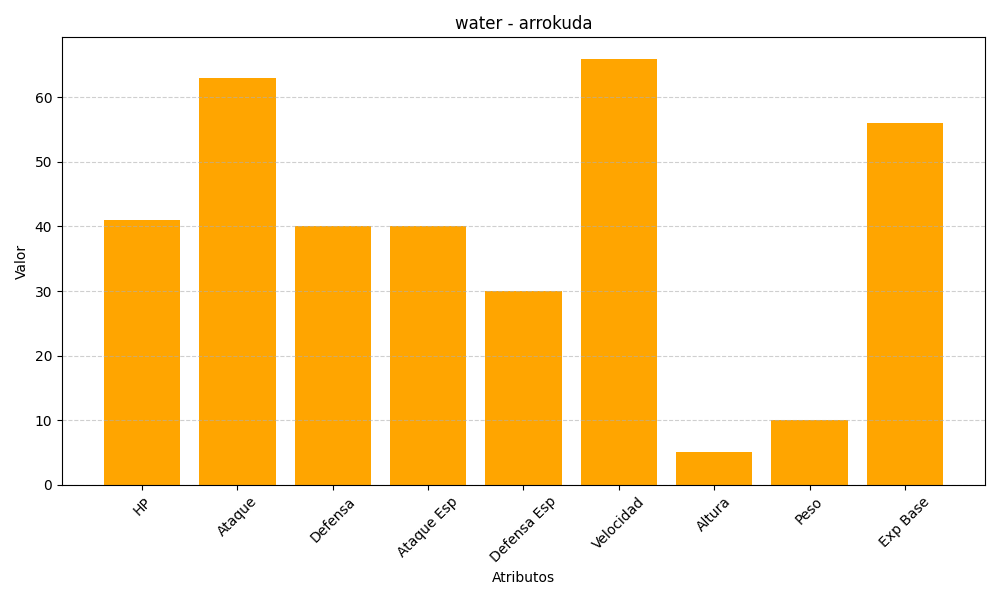 water - arrokuda
Valor
60
50
40
30
20
10
0
HP
Ataque
Defensa
Ataque Esp
Defensa Esp
Velocidad
Altura
Peso
Exp Base
Atributos